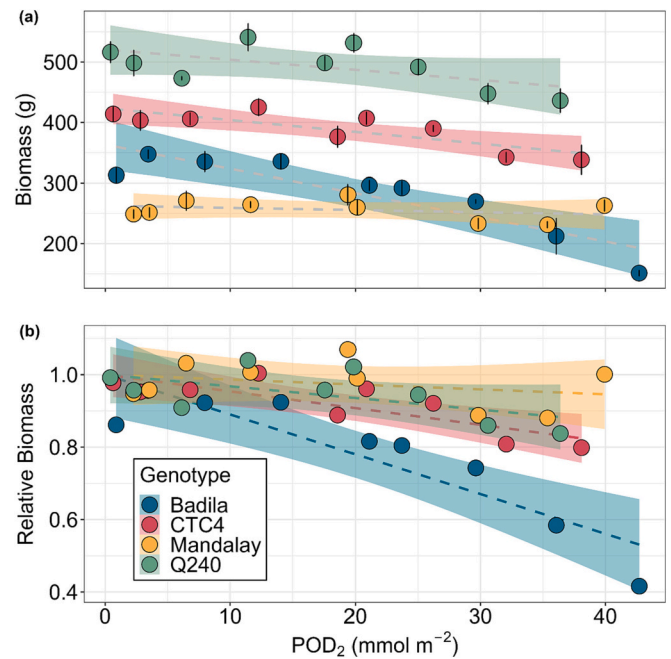 (a)
500
400
300
200
Biomass (g)
(b)
1.0
0.8
0.6
0.4
Relative Biomass
Genotype
Badila
CTC4
Mandalay
Q240
0 10 20 30 40
POD₂ (mmol m⁻²)